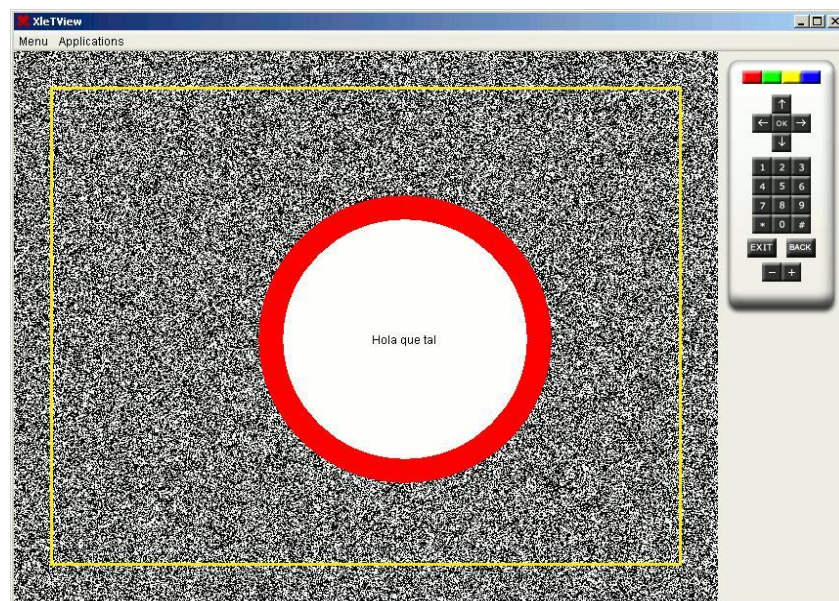 XleTView
Menu Applications
Hola que tal
↑
← OK →
↓
1 2 3
4 5 6
7 8 9
* 0 #
EXIT BACK
- +